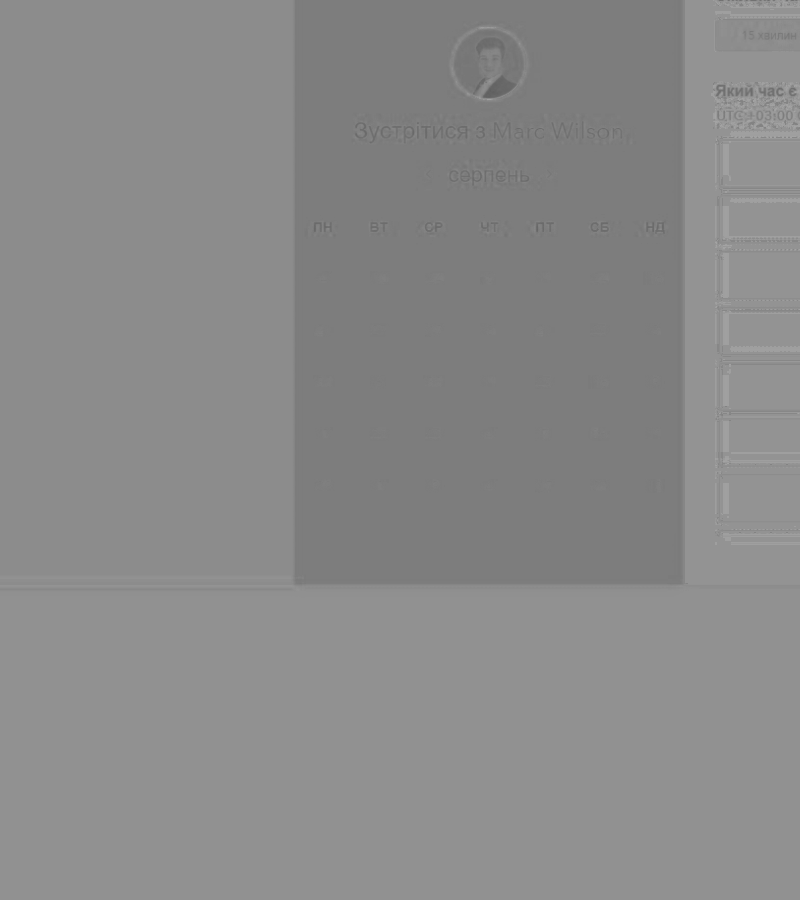 15 хвилин
Зустрітися з Marc Wilson
серпень
ПН ВТ СР ЧТ ПТ СБ НД
Який час є
UTC +03:00